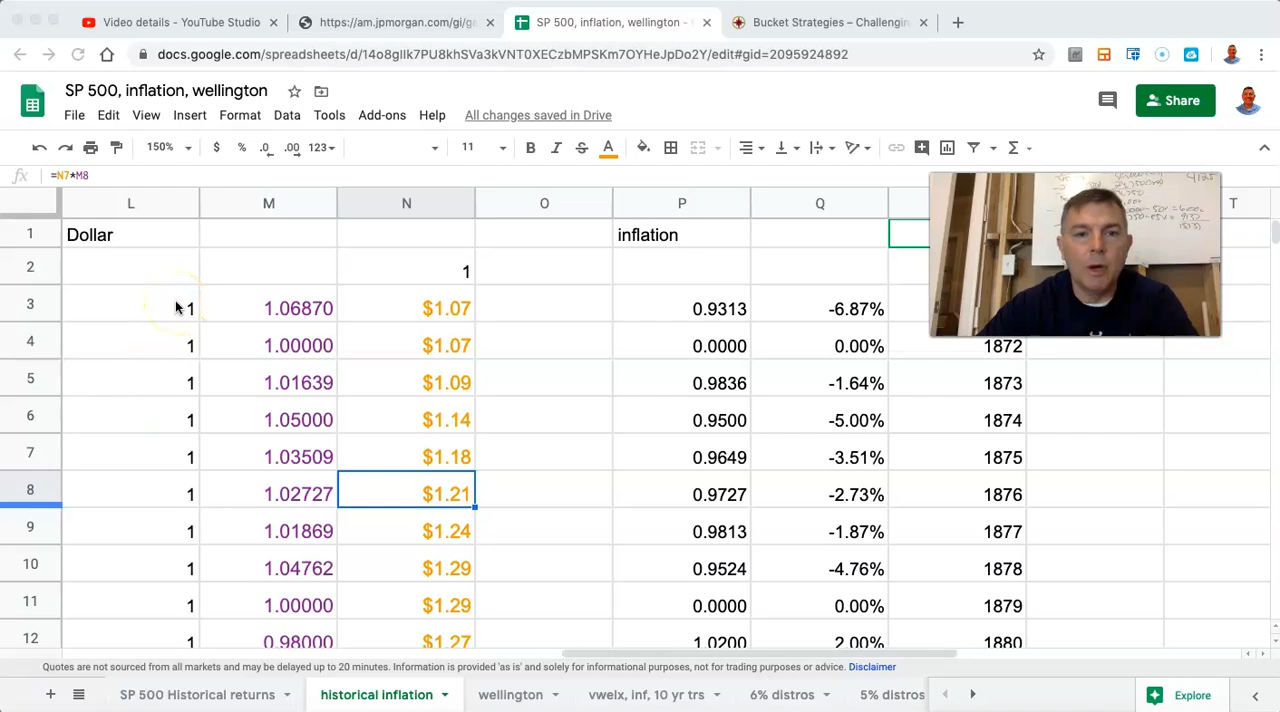 Video details - YouTube Studio
https://am.jpmorgan.com/gi/ge
SP 500, inflation, wellington -
Bucket Strategies – Challengin
docs.google.com/spreadsheets/d/14o8glIk7PU8khSVa3kVNT0XECzbMPSKm7OYHeJpDo2Y/edit#gid=2095924892
SP 500, inflation, wellington
Share
File Edit View Insert Format Data Tools Add-ons Help All changes saved in Drive
150% $ % .0 .00 123 11 B I S A Σ
fx =N7*M8
L M N O P Q T
1 Dollar inflation
2 1
3 1 1.06870 $1.07 0.9313 -6.87%
4 1 1.00000 $1.07 0.0000 0.00% 1872
5 1 1.01639 $1.09 0.9836 -1.64% 1873
6 1 1.05000 $1.14 0.9500 -5.00% 1874
7 1 1.03509 $1.18 0.9649 -3.51% 1875
8 1 1.02727 $1.21 0.9727 -2.73% 1876
9 1 1.01869 $1.24 0.9813 -1.87% 1877
10 1 1.04762 $1.29 0.9524 -4.76% 1878
11 1 1.00000 $1.29 0.0000 0.00% 1879
12 1 0.98000 $1.27 1.0200 2.00% 1880
Quotes are not sourced from all markets and may be delayed up to 20 minutes. Information is provided 'as is' and solely for informational purposes, not for trading purposes or advice. Disclaimer
SP 500 Historical returns historical inflation wellington vwelx, inf, 10 yr trs 6% distros 5% distros Explore